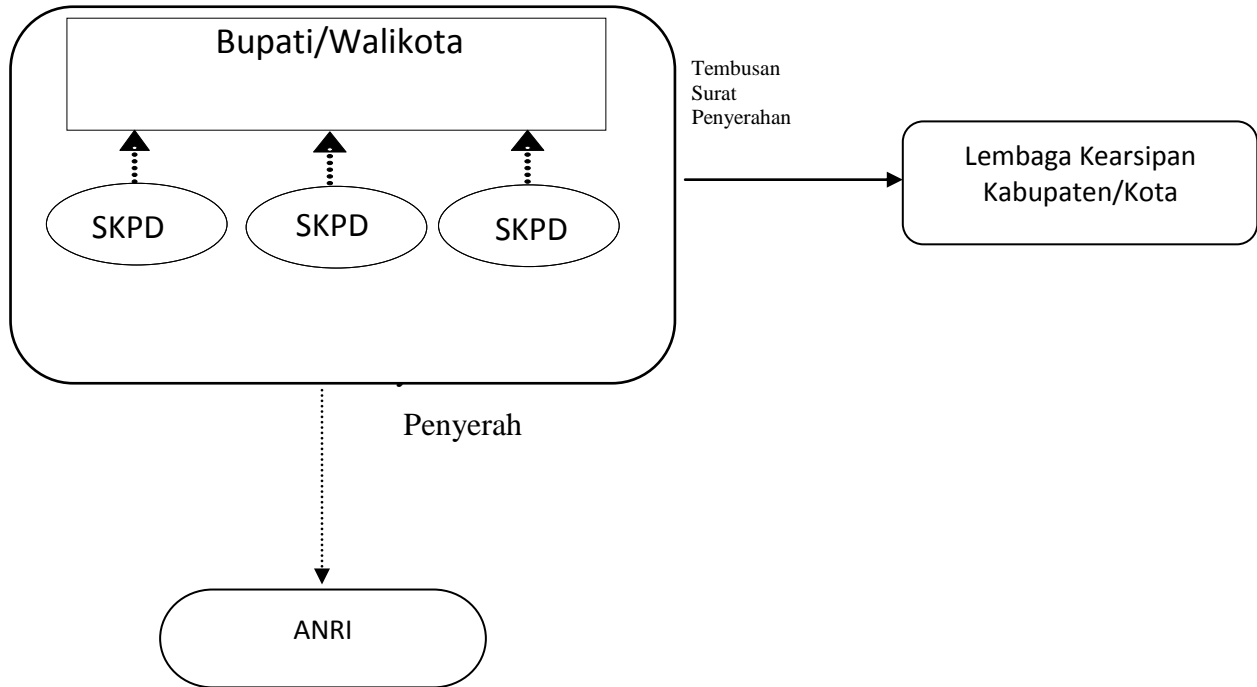 Bupati/Walikota
Tembusan
Surat
Penyerahan
Lembaga Kearsipan
Kabupaten/Kota
SKPD
SKPD
SKPD
Penyerah
ANRI